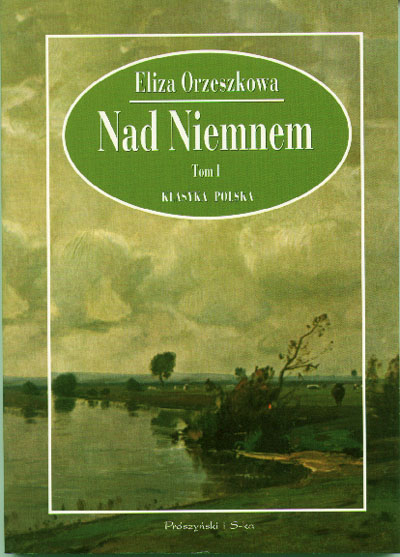 Eliza Orzeszkowa
Nad Niemnem
Tom I
KLASYKA POLSKA
Prószyński i S-ka